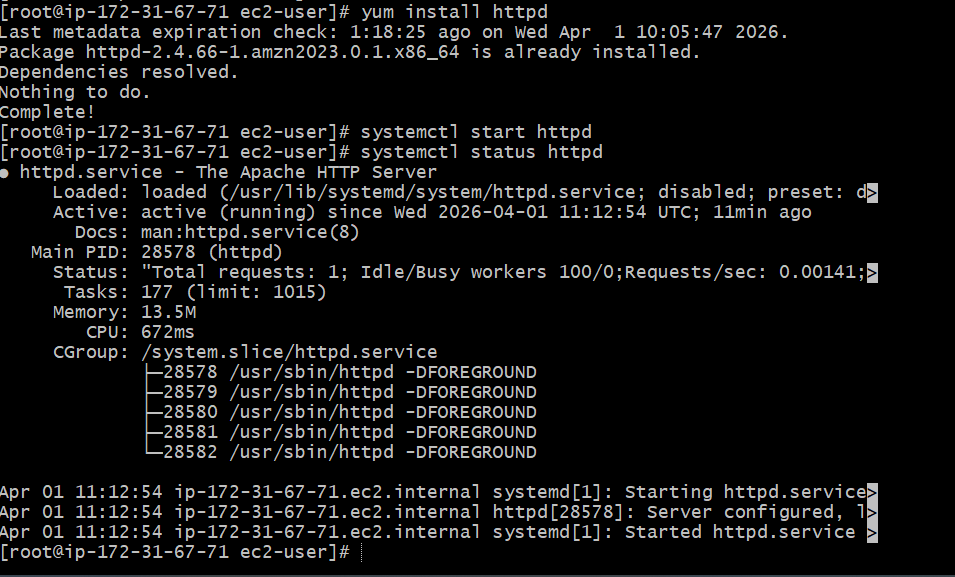 [root@ip-172-31-67-71 ec2-user]# yum install httpd
Last metadata expiration check: 1:18:25 ago on Wed Apr  1 10:05:47 2026.
Package httpd-2.4.66-1.amzn2023.0.1.x86_64 is already installed.
Dependencies resolved.
Nothing to do.
Complete!
[root@ip-172-31-67-71 ec2-user]# systemctl start httpd
[root@ip-172-31-67-71 ec2-user]# systemctl status httpd
● httpd.service - The Apache HTTP Server
     Loaded: loaded (/usr/lib/systemd/system/httpd.service; disabled; preset: d>
     Active: active (running) since Wed 2026-04-01 11:12:54 UTC; 11min ago
       Docs: man:httpd.service(8)
   Main PID: 28578 (httpd)
     Status: "Total requests: 1; Idle/Busy workers 100/0;Requests/sec: 0.00141;>
      Tasks: 177 (limit: 1015)
     Memory: 13.5M
        CPU: 672ms
     CGroup: /system.slice/httpd.service
             ├─28578 /usr/sbin/httpd -DFOREGROUND
             ├─28579 /usr/sbin/httpd -DFOREGROUND
             ├─28580 /usr/sbin/httpd -DFOREGROUND
             ├─28581 /usr/sbin/httpd -DFOREGROUND
             └─28582 /usr/sbin/httpd -DFOREGROUND
Apr 01 11:12:54 ip-172-31-67-71.ec2.internal systemd[1]: Starting httpd.service>
Apr 01 11:12:54 ip-172-31-67-71.ec2.internal httpd[28578]: Server configured, l>
Apr 01 11:12:54 ip-172-31-67-71.ec2.internal systemd[1]: Started httpd.service >
[root@ip-172-31-67-71 ec2-user]#